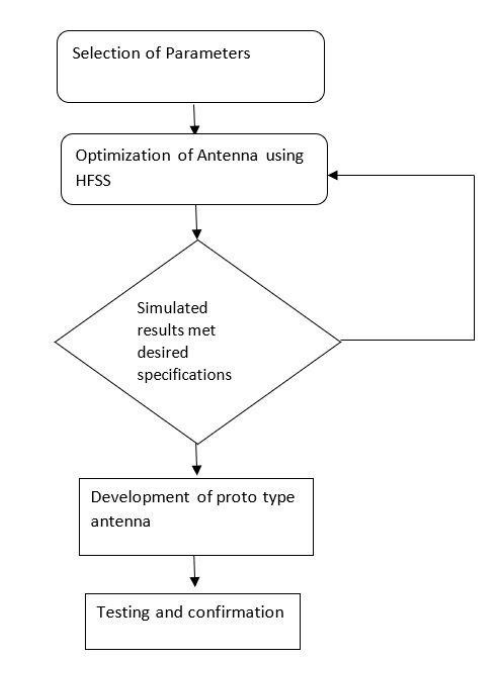 Selection of Parameters
Optimization of Antenna using
HFSS
Simulated
results met
desired
specifications
Development of proto type
antenna
Testing and confirmation